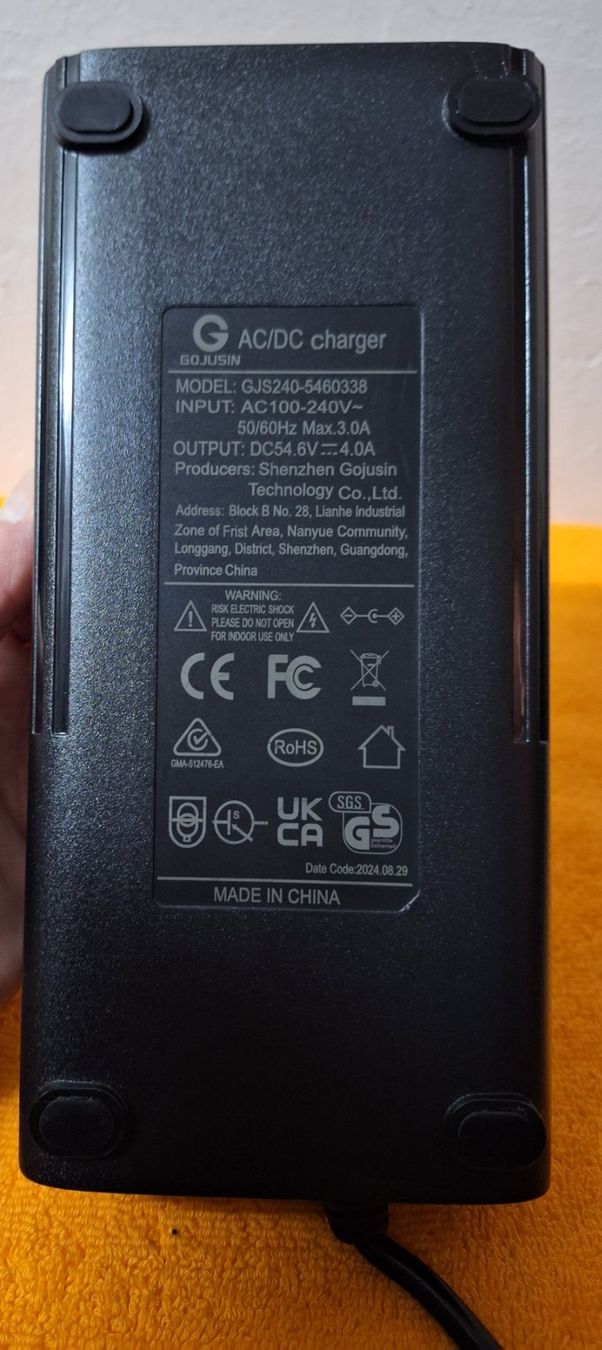 G AC/DC charger
GOJUSIN
MODEL: GJS240-5460338
INPUT: AC100-240V~
50/60Hz Max.3.0A
OUTPUT: DC54.6V⎓4.0A
Producers: Shenzhen Gojusin
Technology Co.,Ltd.
Address: Block B No. 28, Lianhe Industrial
Zone of Frist Area, Nanyue Community,
Longgang, District, Shenzhen, Guangdong,
Province China
WARNING:
RISK ELECTRIC SHOCK
PLEASE DO NOT OPEN
FOR INDOOR USE ONLY
CE FC
GMA-512476-EA
RoHS
S
UK
CA
SGS
GS
geprüfte
Sicherheit
Date Code:2024.08.29
MADE IN CHINA